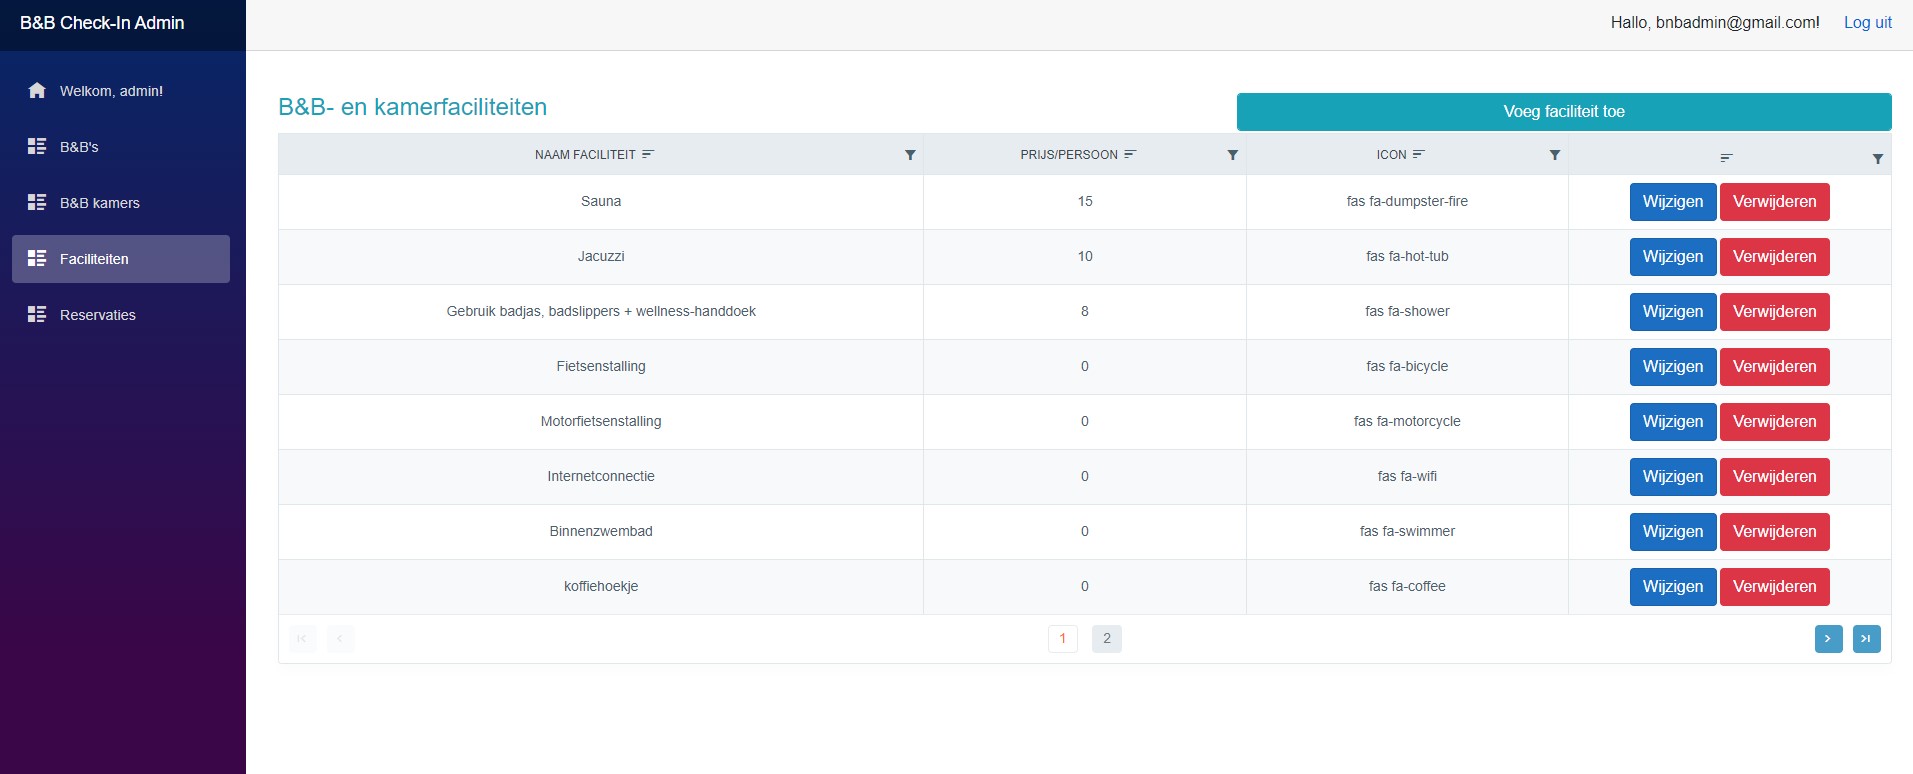 B&B Check-In Admin
Hallo, bnbadmin@gmail.com! Log uit
Welkom, admin!
B&B's
B&B kamers
Faciliteiten
Reservaties
B&B- en kamerfaciliteiten
Voeg faciliteit toe
NAAM FACILITEIT PRIJS/PERSOON ICON
Sauna 15 fas fa-dumpster-fire Wijzigen Verwijderen
Jacuzzi 10 fas fa-hot-tub Wijzigen Verwijderen
Gebruik badjas, badslippers + wellness-handdoek 8 fas fa-shower Wijzigen Verwijderen
Fietsenstalling 0 fas fa-bicycle Wijzigen Verwijderen
Motorfietsenstalling 0 fas fa-motorcycle Wijzigen Verwijderen
Internetconnectie 0 fas fa-wifi Wijzigen Verwijderen
Binnenzwembad 0 fas fa-swimmer Wijzigen Verwijderen
koffiehoekje 0 fas fa-coffee Wijzigen Verwijderen
1 2